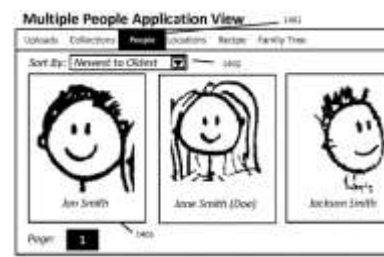 Multiple People Application View
1401
Uploads Collections People Locations Recipe Family Tree
Sort By: Newest to Oldest
1402
Jon Smith
Jane Smith (Doe)
Jackson Smith
1403
Page: 1